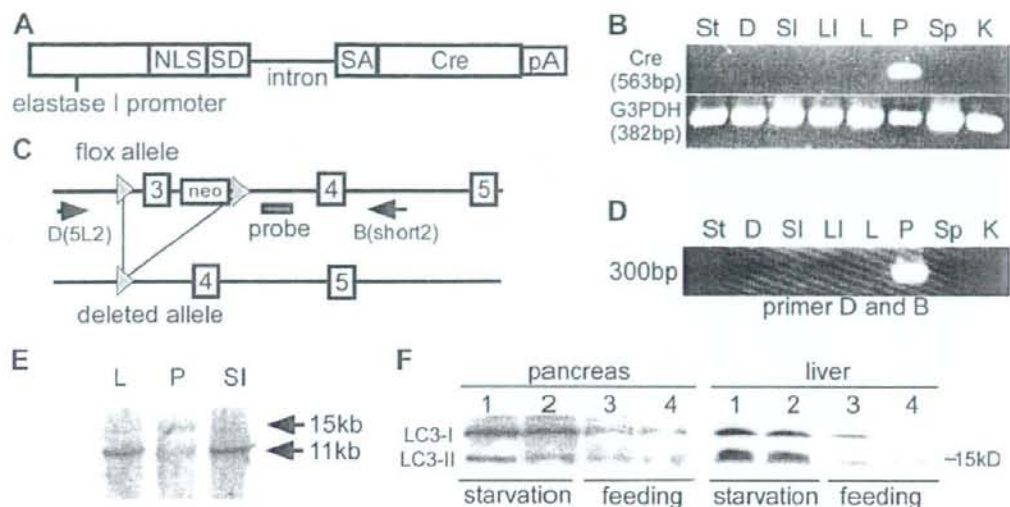 A
NLS SD SA Cre pA
intron
elastase I promoter
B
St D SI LI L P Sp K
Cre
(563bp)
G3PDH
(382bp)
C
flox allele
3 neo 4 5
D(5L2) probe B(short2)
4 5
deleted allele
D
St D SI LI L P Sp K
300bp
primer D and B
E
L P SI
15kb
11kb
F
pancreas liver
1 2 3 4 1 2 3 4
LC3-I
LC3-II –15kD
starvation feeding starvation feeding